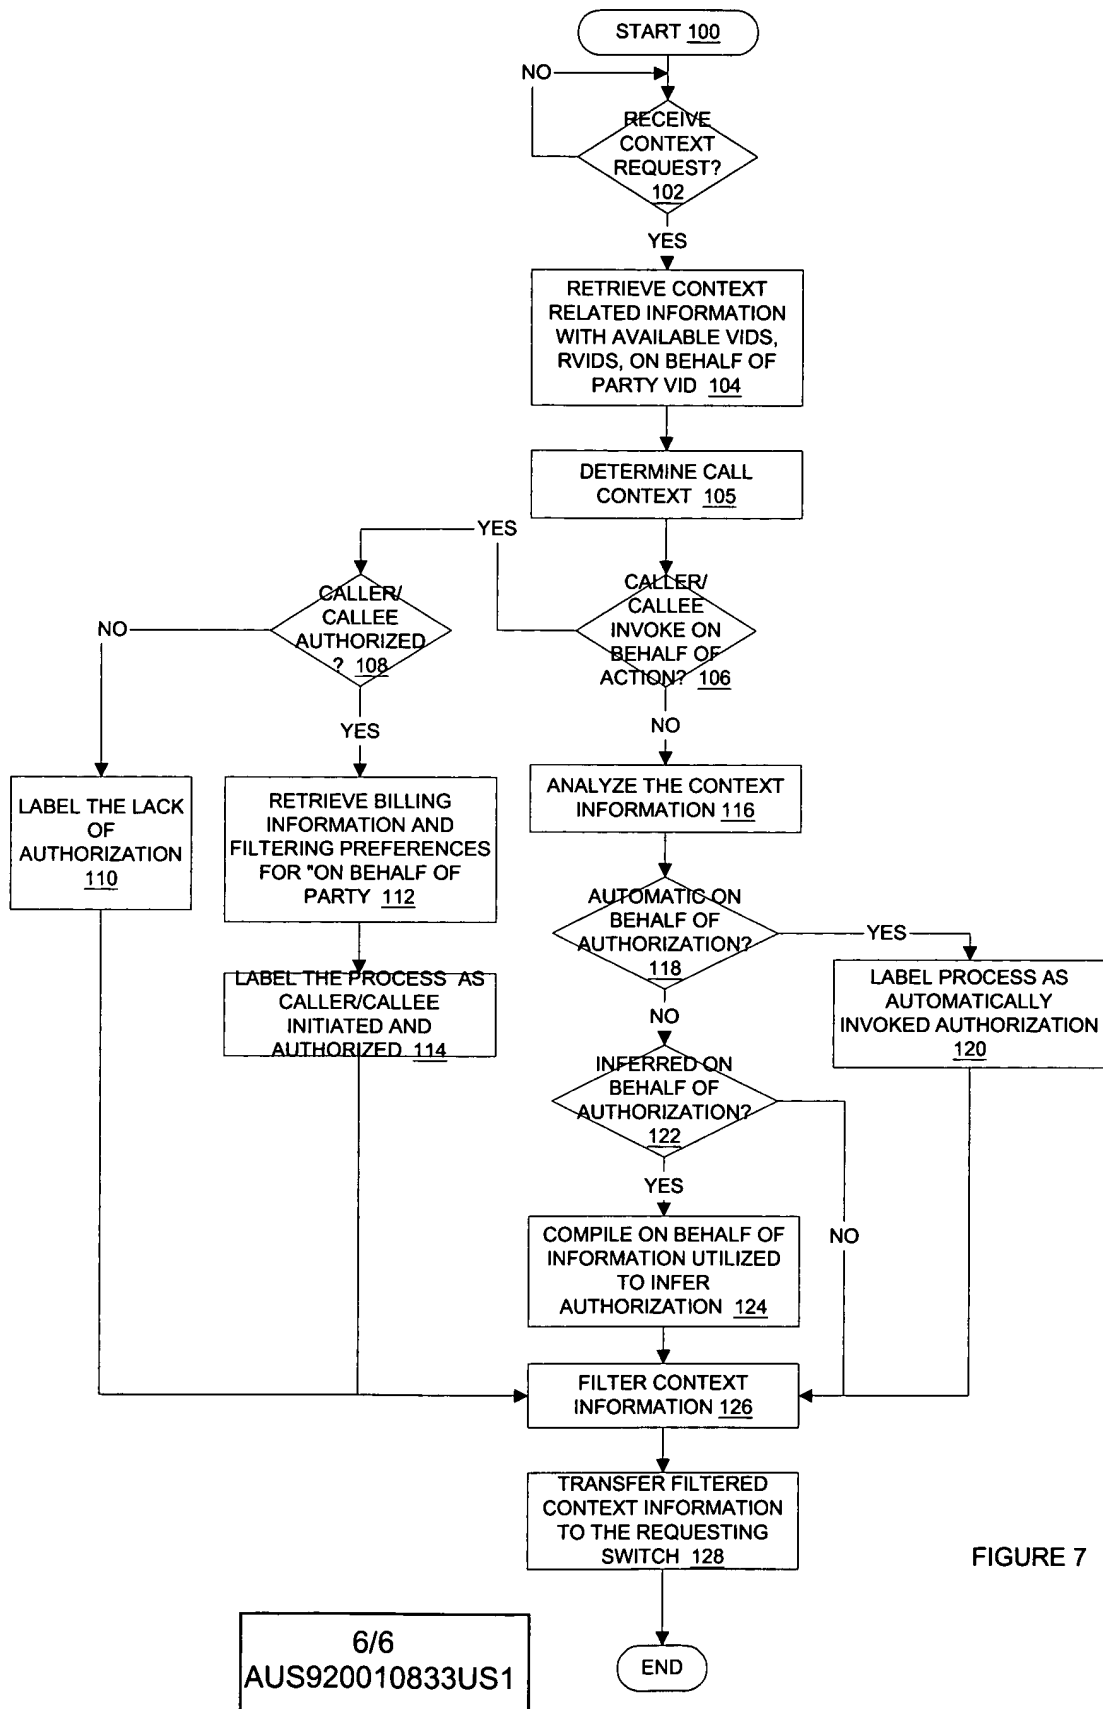 START 100
NO
RECEIVE
CONTEXT
REQUEST?
102
YES
RETRIEVE CONTEXT
RELATED INFORMATION
WITH AVAILABLE VIDS,
RVIDS, ON BEHALF OF
PARTY VID 104
DETERMINE CALL
CONTEXT 105
YES
CALLER/
CALLEE
AUTHORIZED
? 108
CALLER/
CALLEE
INVOKE ON
BEHALF OF
ACTION? 106
NO
YES
NO
LABEL THE LACK
OF
AUTHORIZATION
110
RETRIEVE BILLING
INFORMATION AND
FILTERING PREFERENCES
FOR "ON BEHALF OF
PARTY 112
ANALYZE THE CONTEXT
INFORMATION 116
LABEL THE PROCESS AS
CALLER/CALLEE
INITIATED AND
AUTHORIZED 114
AUTOMATIC ON
BEHALF OF
AUTHORIZATION?
118
YES
LABEL PROCESS AS
AUTOMATICALLY
INVOKED AUTHORIZATION
120
NO
INFERRED ON
BEHALF OF
AUTHORIZATION?
122
YES
NO
COMPILE ON BEHALF OF
INFORMATION UTILIZED
TO INFER
AUTHORIZATION 124
FILTER CONTEXT
INFORMATION 126
TRANSFER FILTERED
CONTEXT INFORMATION
TO THE REQUESTING
SWITCH 128
FIGURE 7
END
6/6
AUS920010833US1